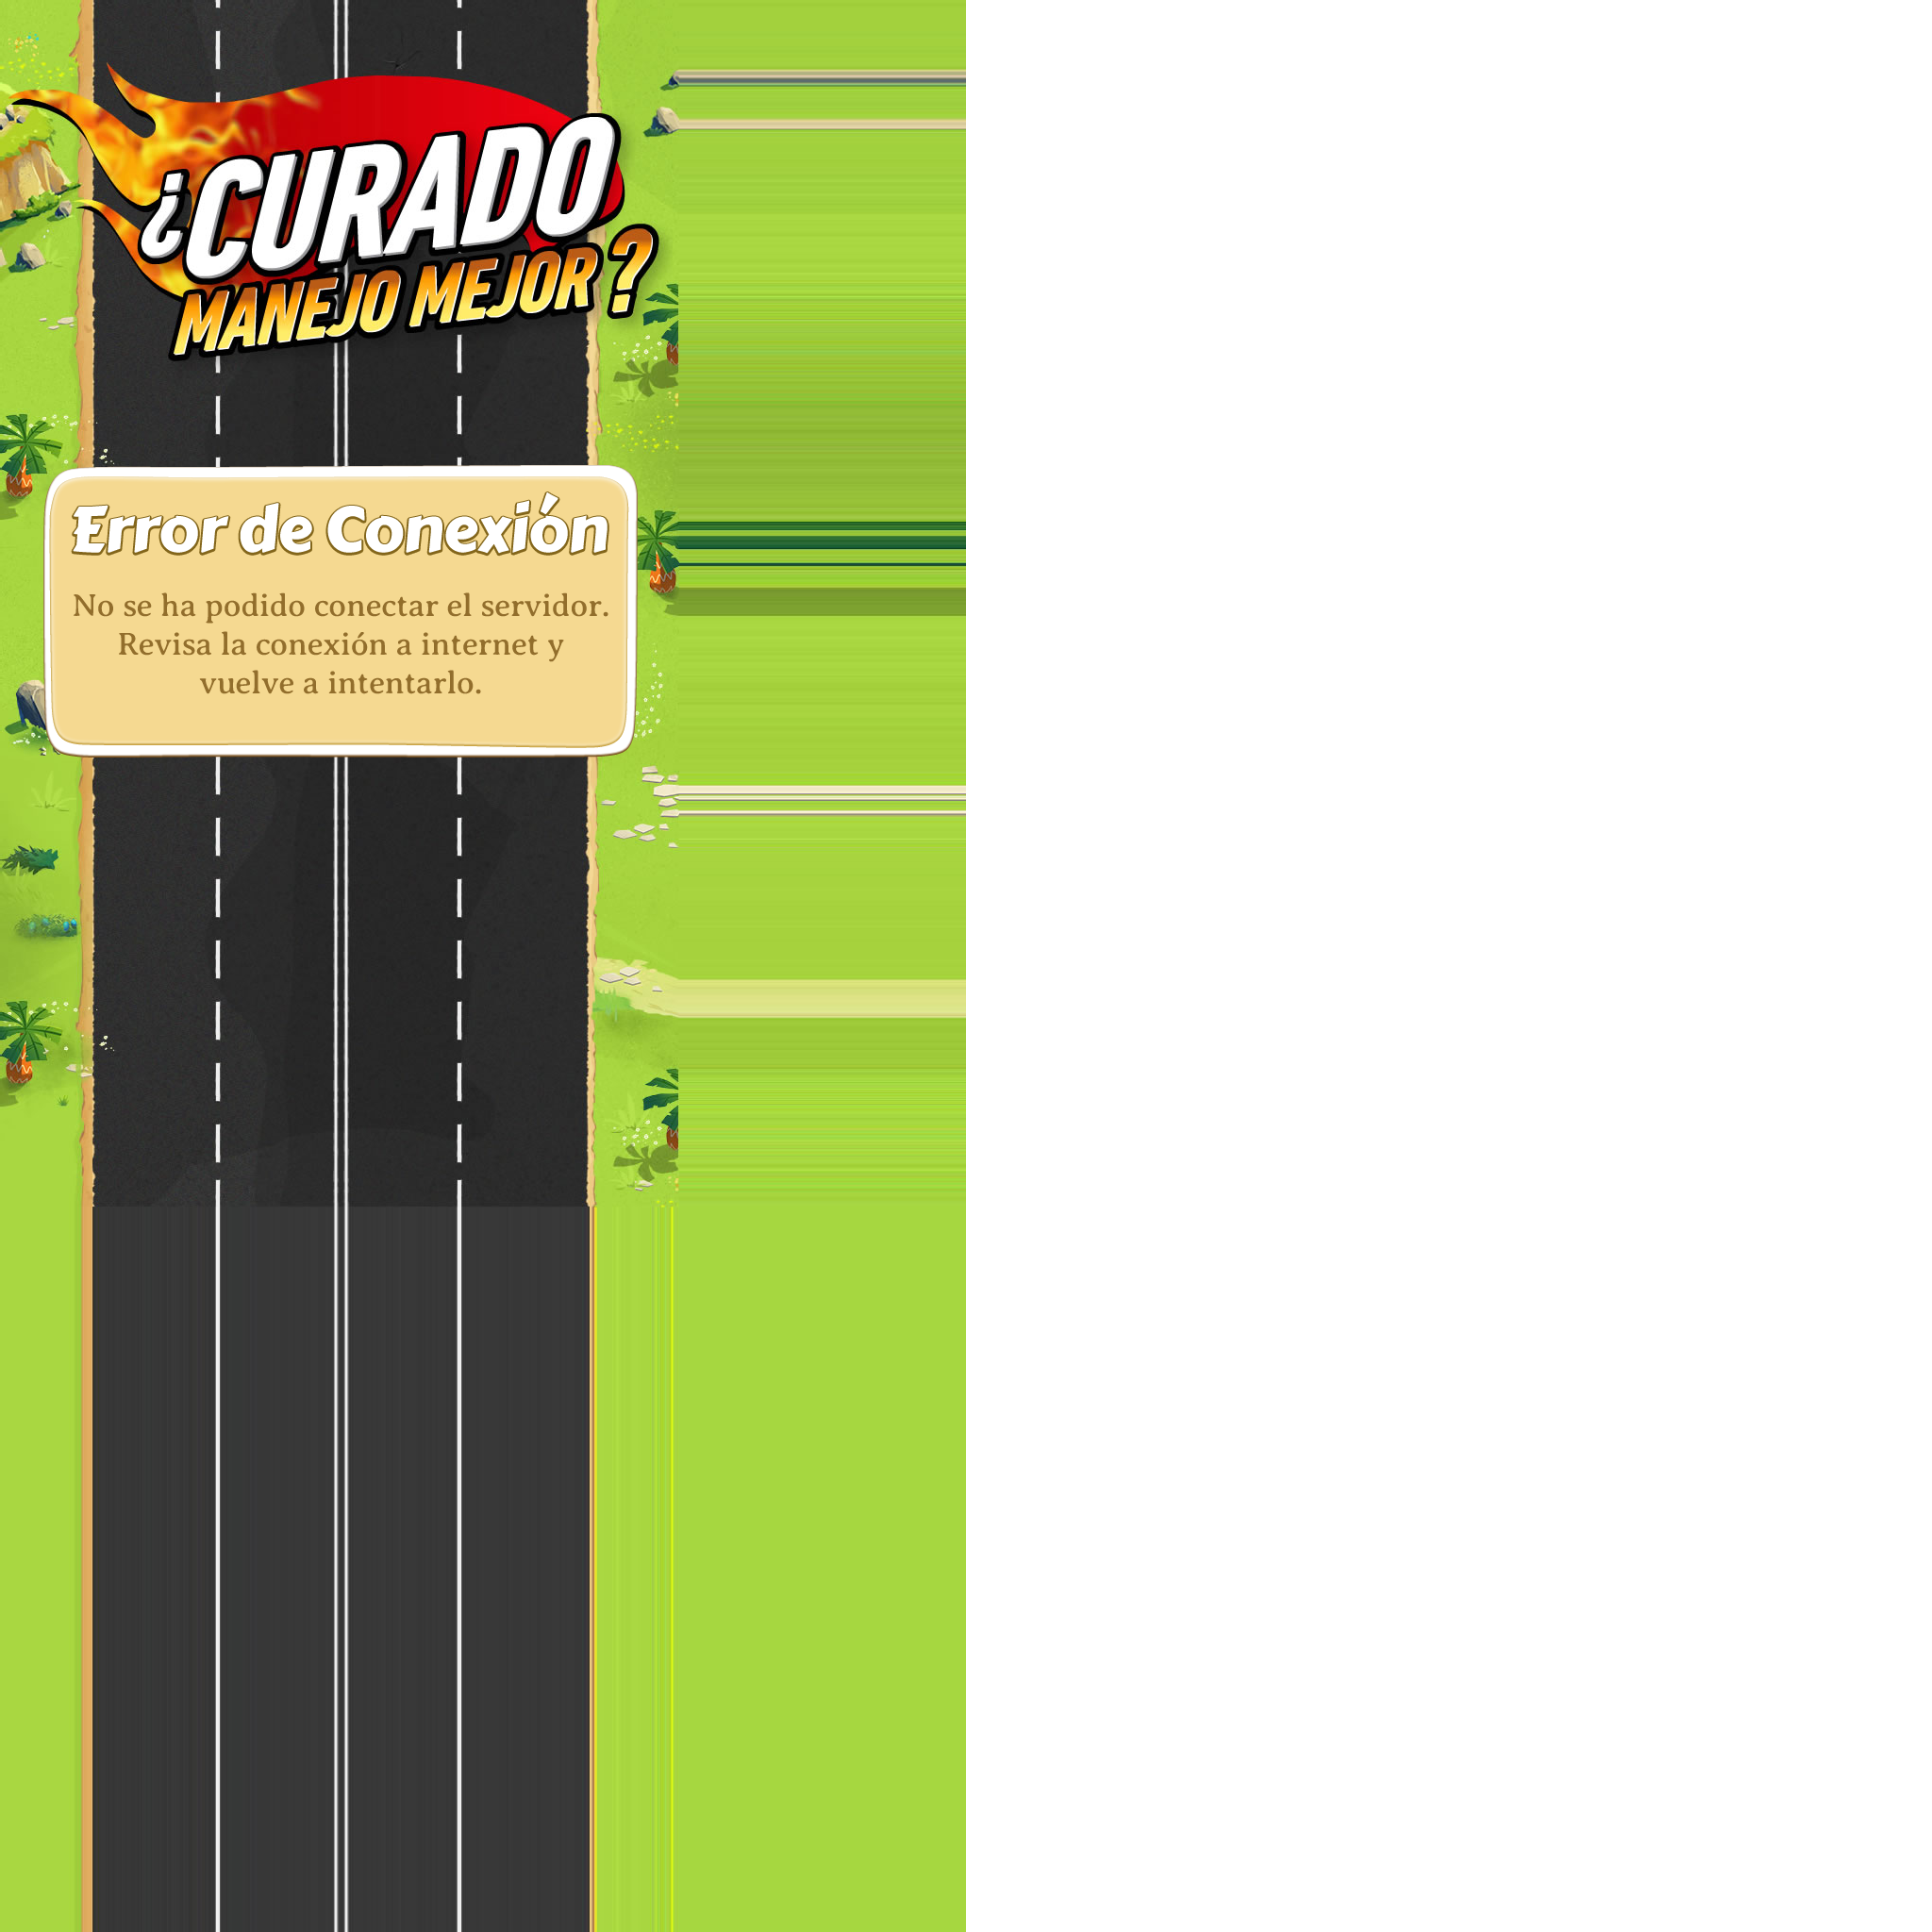 ¿CURADO
MANEJO MEJOR?
Error de Conexión
No se ha podido conectar el servidor.
Revisa la conexión a internet y
vuelve a intentarlo.